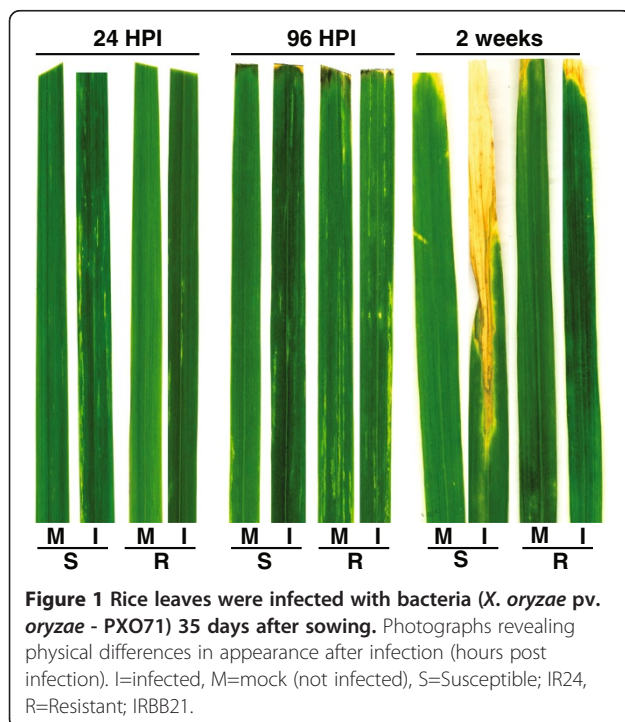 24 HPI 96 HPI 2 weeks
M I M I M I M I M I M I
S R S R S R
Figure 1 Rice leaves were infected with bacteria (X. oryzae pv.
oryzae - PXO71) 35 days after sowing. Photographs revealing
physical differences in appearance after infection (hours post
infection). I=infected, M=mock (not infected), S=Susceptible; IR24,
R=Resistant; IRBB21.